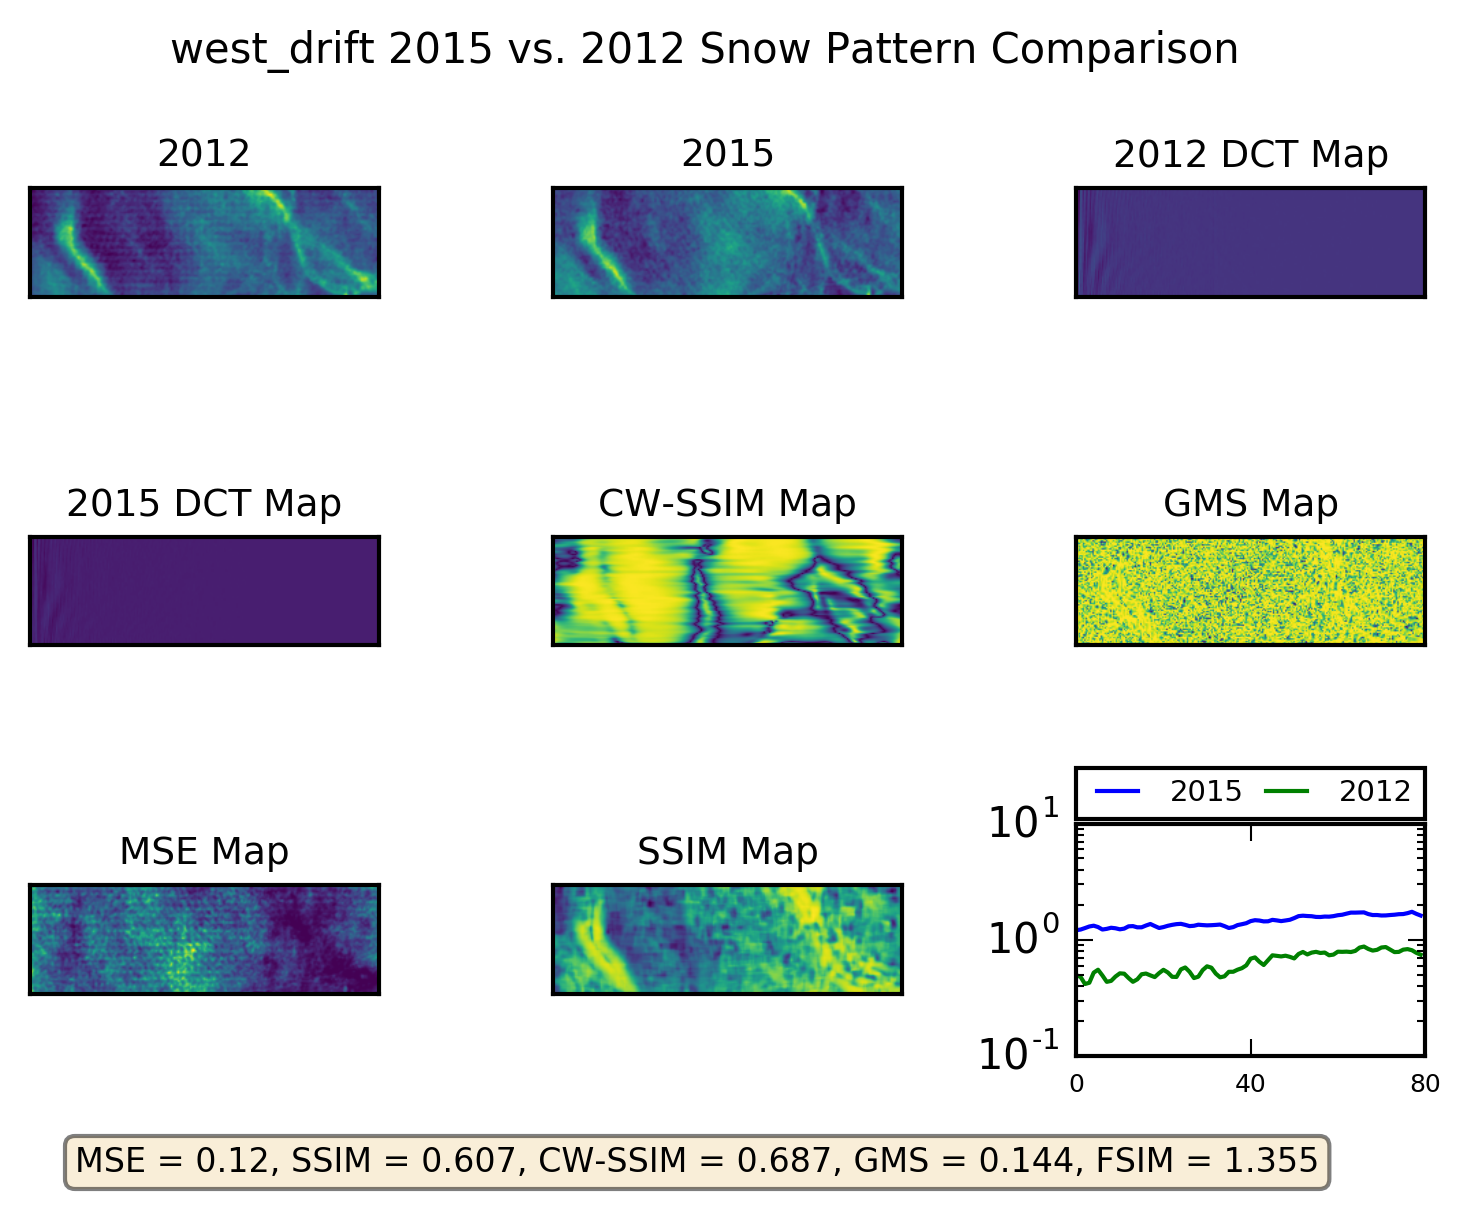 west_drift 2015 vs. 2012 Snow Pattern Comparison
2012
2015
2012 DCT Map
2015 DCT Map
CW-SSIM Map
GMS Map
MSE Map
SSIM Map
2015 2012
10¹
10⁰
10⁻¹
0 40 80
MSE = 0.12, SSIM = 0.607, CW-SSIM = 0.687, GMS = 0.144, FSIM = 1.355